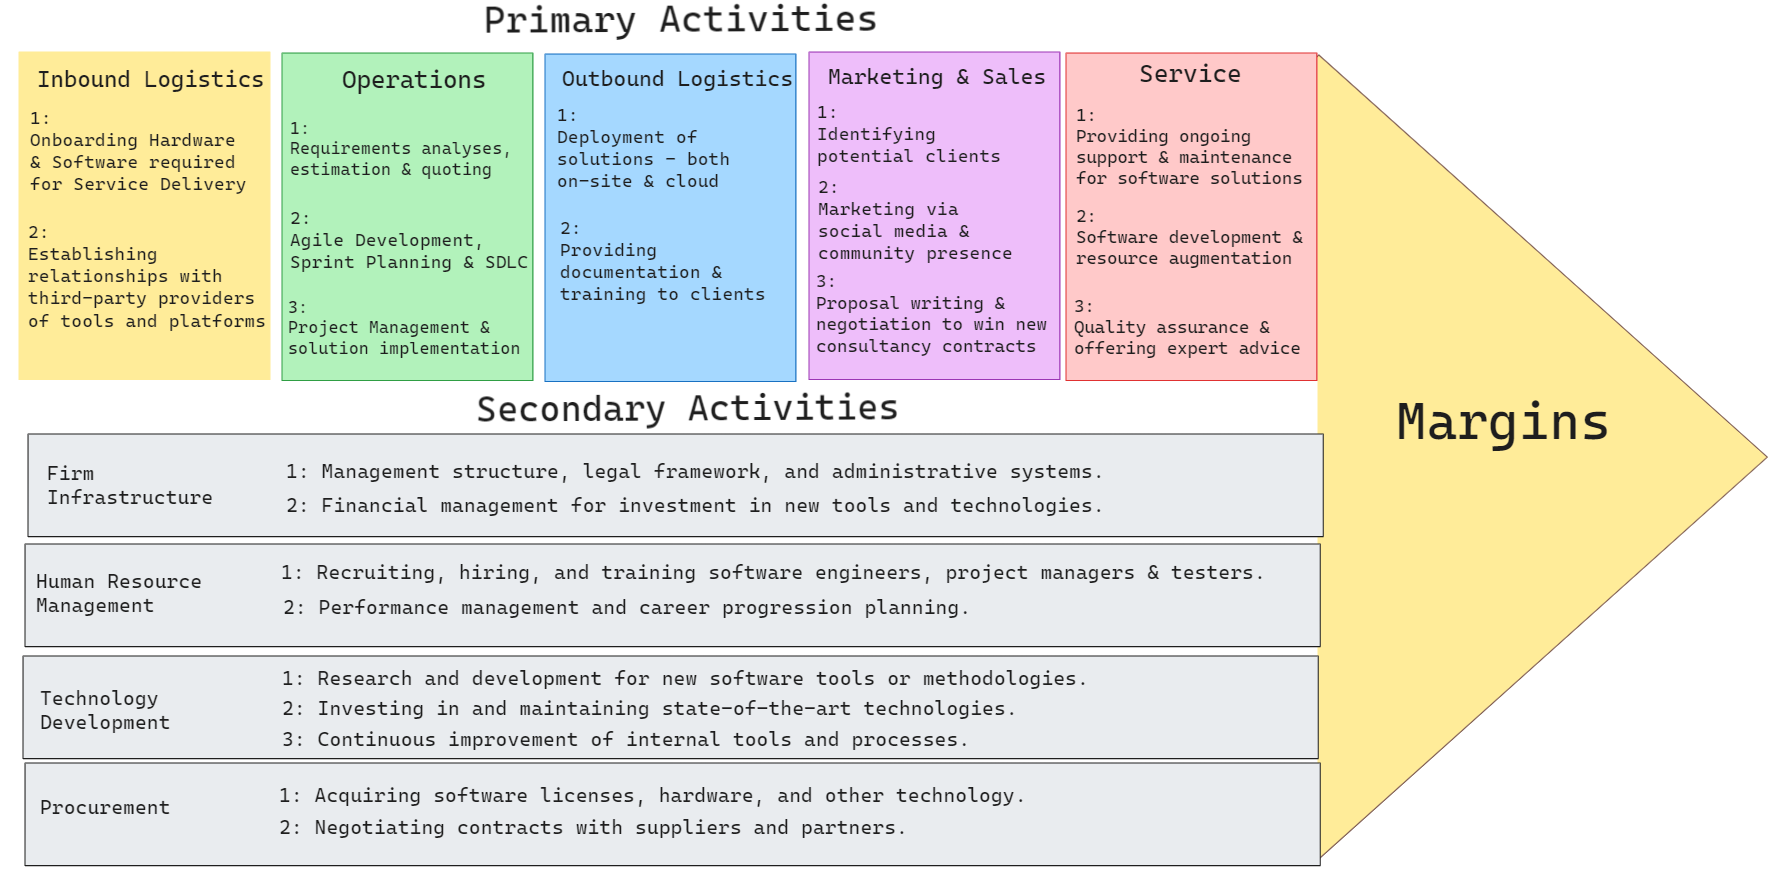 Primary Activities
Inbound Logistics
1:
Onboarding Hardware
& Software required
for Service Delivery
2:
Establishing
relationships with
third-party providers
of tools and platforms
Operations
1:
Requirements analyses,
estimation & quoting
2:
Agile Development,
Sprint Planning & SDLC
3:
Project Management &
solution implementation
Outbound Logistics
1:
Deployment of
solutions - both
on-site & cloud
2:
Providing
documentation &
training to clients
Marketing & Sales
1:
Identifying
potential clients
2:
Marketing via
social media &
community presence
3:
Proposal writing &
negotiation to win new
consultancy contracts
Service
1:
Providing ongoing
support & maintenance
for software solutions
2:
Software development &
resource augmentation
3:
Quality assurance &
offering expert advice
Margins
Secondary Activities
Firm
Infrastructure
1: Management structure, legal framework, and administrative systems.
2: Financial management for investment in new tools and technologies.
Human Resource
Management
1: Recruiting, hiring, and training software engineers, project managers & testers.
2: Performance management and career progression planning.
Technology
Development
1: Research and development for new software tools or methodologies.
2: Investing in and maintaining state-of-the-art technologies.
3: Continuous improvement of internal tools and processes.
Procurement
1: Acquiring software licenses, hardware, and other technology.
2: Negotiating contracts with suppliers and partners.